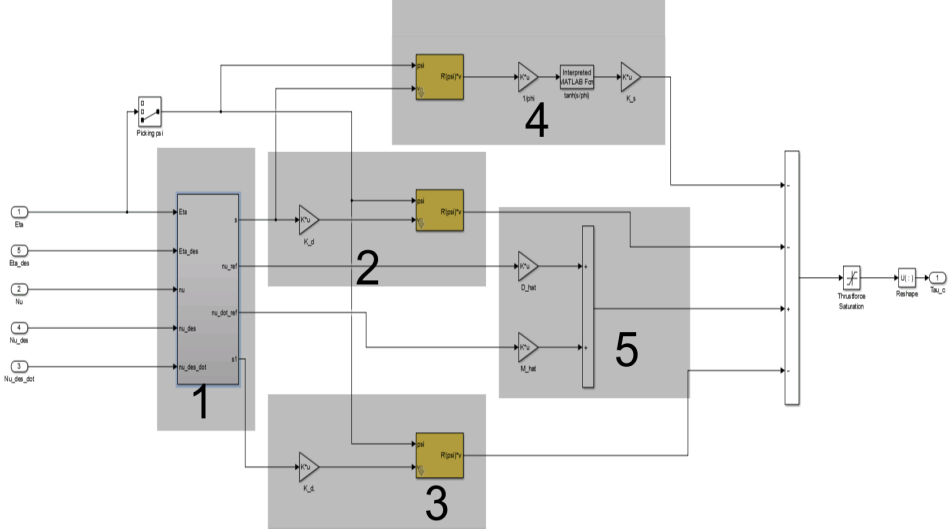 psi
R'(psi)*v
K*u
1/phi
Interpreted
MATLAB Fcn
tanh(s/phi)
K*u
K_s
4
Picking psi
1
Eta
5
Eta_des
2
Nu
4
Nu_des
3
Nu_des_dot
Eta
Eta_des
nu
nu_des
nu_des_dot
s
nu_ref
nu_dot_ref
s1
1
K*u
K_d
psi
R'(psi)*v
2
K*u
D_hat
K*u
M_hat
+
+
5
K*u
K_d,
psi
R'(psi)*v
3
-
-
+
-
Thrustforce
Saturation
U( : )
Reshape
1
Tau_c